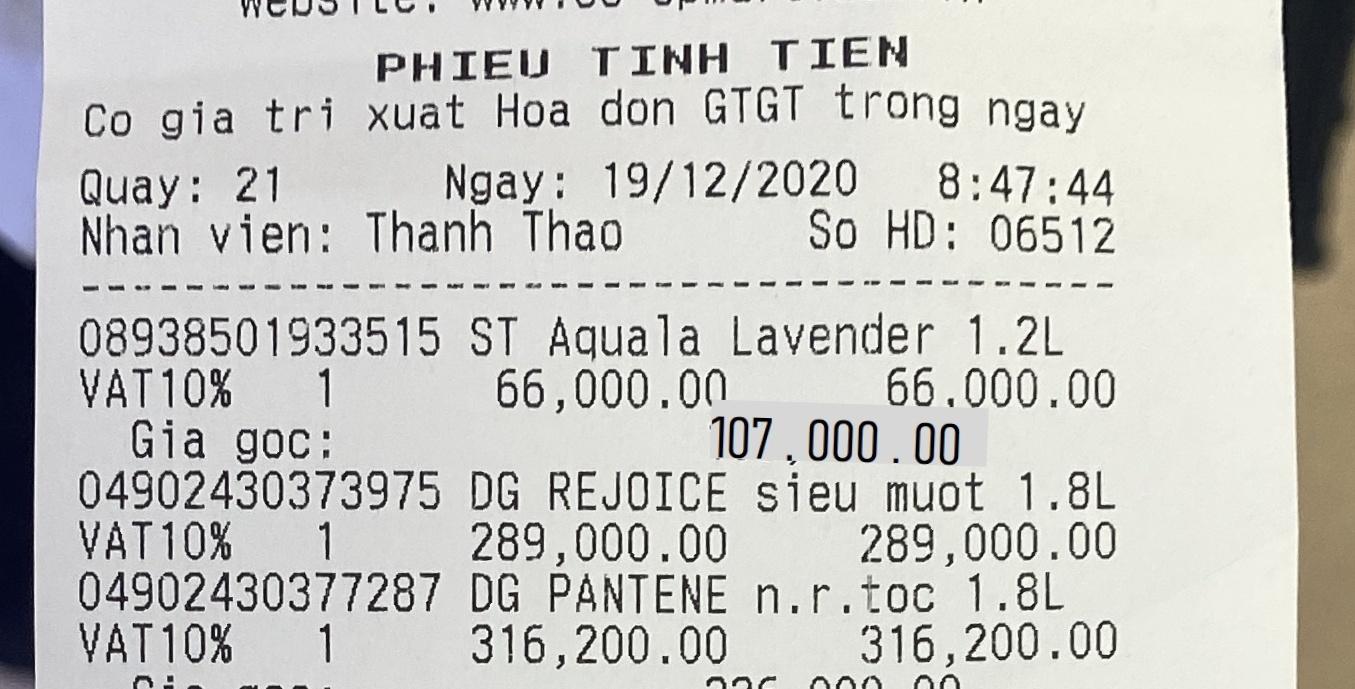 PHIEU TINH TIEN
Co gia tri xuat Hoa don GTGT trong ngay
Quay: 21 Ngay: 19/12/2020 8:47:44
Nhan vien: Thanh Thao So HD: 06512
----------------------------------------
08938501933515 ST Aquala Lavender 1.2L
VAT10% 1 66,000.00 66,000.00
Gia goc: 107,000.00
04902430373975 DG REJOICE sieu muot 1.8L
VAT10% 1 289,000.00 289,000.00
04902430377287 DG PANTENE n.r.toc 1.8L
VAT10% 1 316,200.00 316,200.00